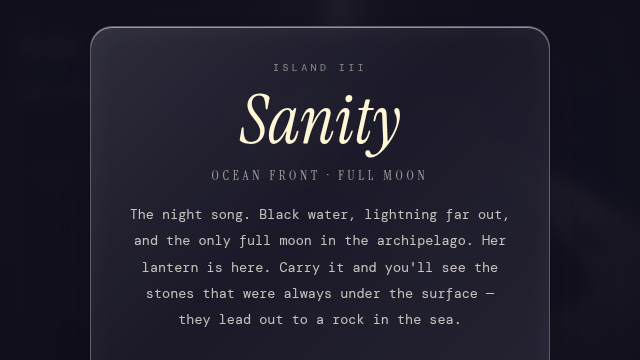 ISLAND III
Sanity
OCEAN FRONT · FULL MOON
The night song. Black water, lightning far out,
and the only full moon in the archipelago. Her
lantern is here. Carry it and you'll see the
stones that were always under the surface —
they lead out to a rock in the sea.